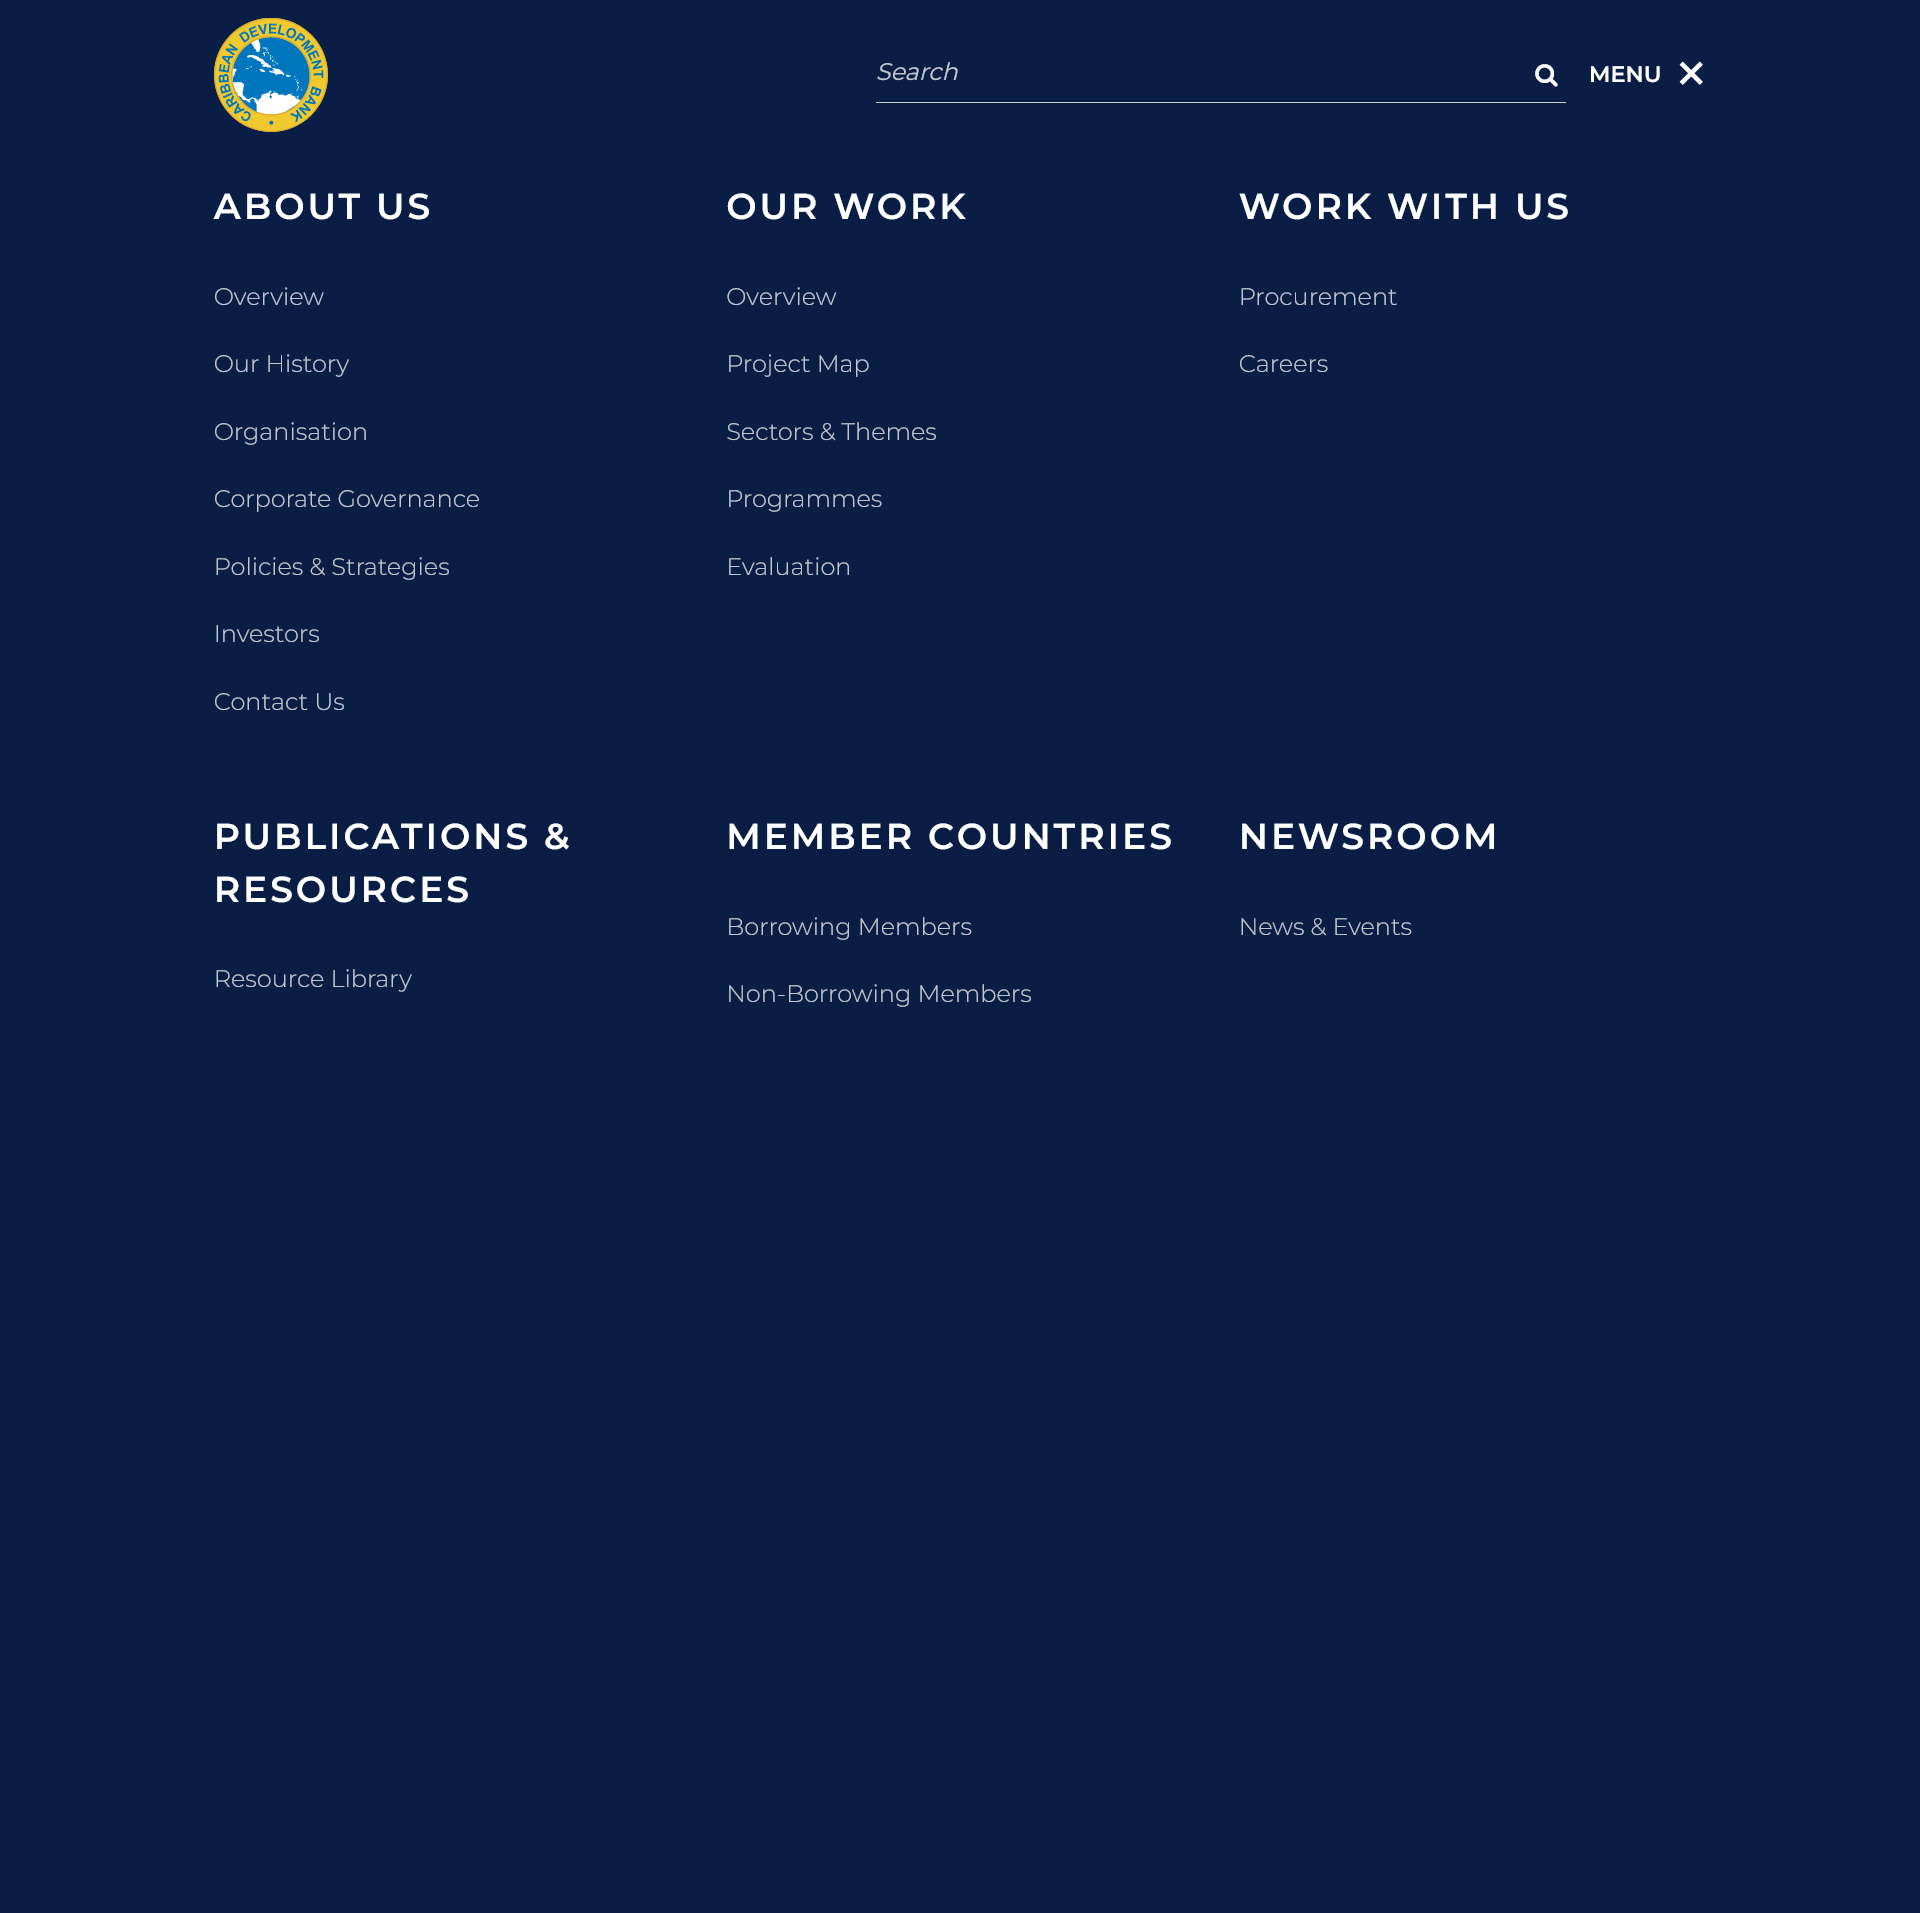 CARIBBEAN DEVELOPMENT BANK
Search
MENU
ABOUT US
Overview
Our History
Organisation
Corporate Governance
Policies & Strategies
Investors
Contact Us
OUR WORK
Overview
Project Map
Sectors & Themes
Programmes
Evaluation
WORK WITH US
Procurement
Careers
PUBLICATIONS &
RESOURCES
Resource Library
MEMBER COUNTRIES
Borrowing Members
Non-Borrowing Members
NEWSROOM
News & Events